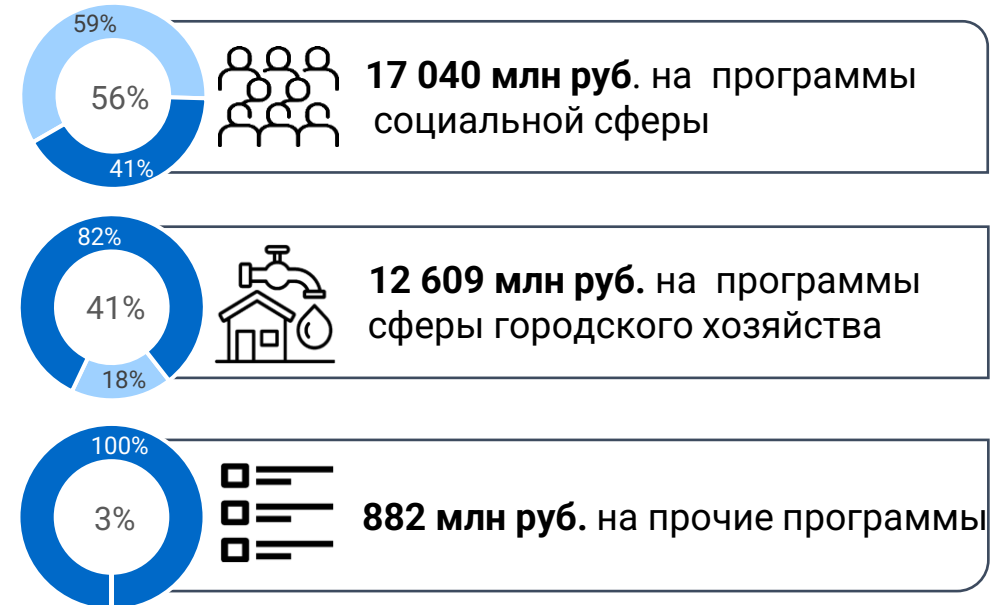 59%
56%
41%
17 040 млн руб. на программы
социальной сферы
82%
41%
18%
12 609 млн руб. на программы
сферы городского хозяйства
100%
3%
882 млн руб. на прочие программы